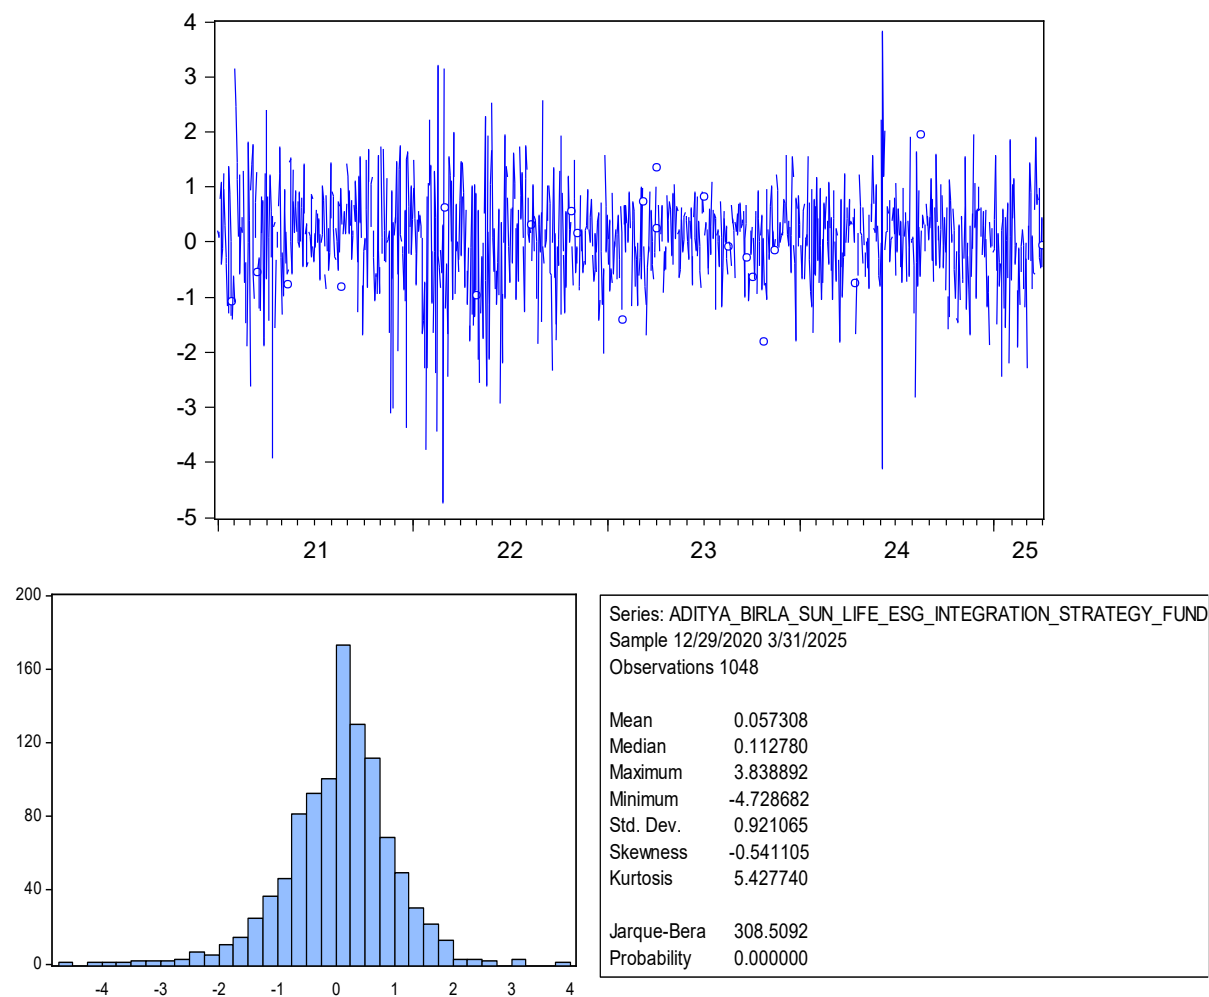 4
3
2
1
0
-1
-2
-3
-4
-5
21 22 23 24 25
200
160
120
80
40
0
-4 -3 -2 -1 0 1 2 3 4
Series: ADITYA_BIRLA_SUN_LIFE_ESG_INTEGRATION_STRATEGY_FUND
Sample 12/29/2020 3/31/2025
Observations 1048
Mean 0.057308
Median 0.112780
Maximum 3.838892
Minimum -4.728682
Std. Dev. 0.921065
Skewness -0.541105
Kurtosis 5.427740
Jarque-Bera 308.5092
Probability 0.000000